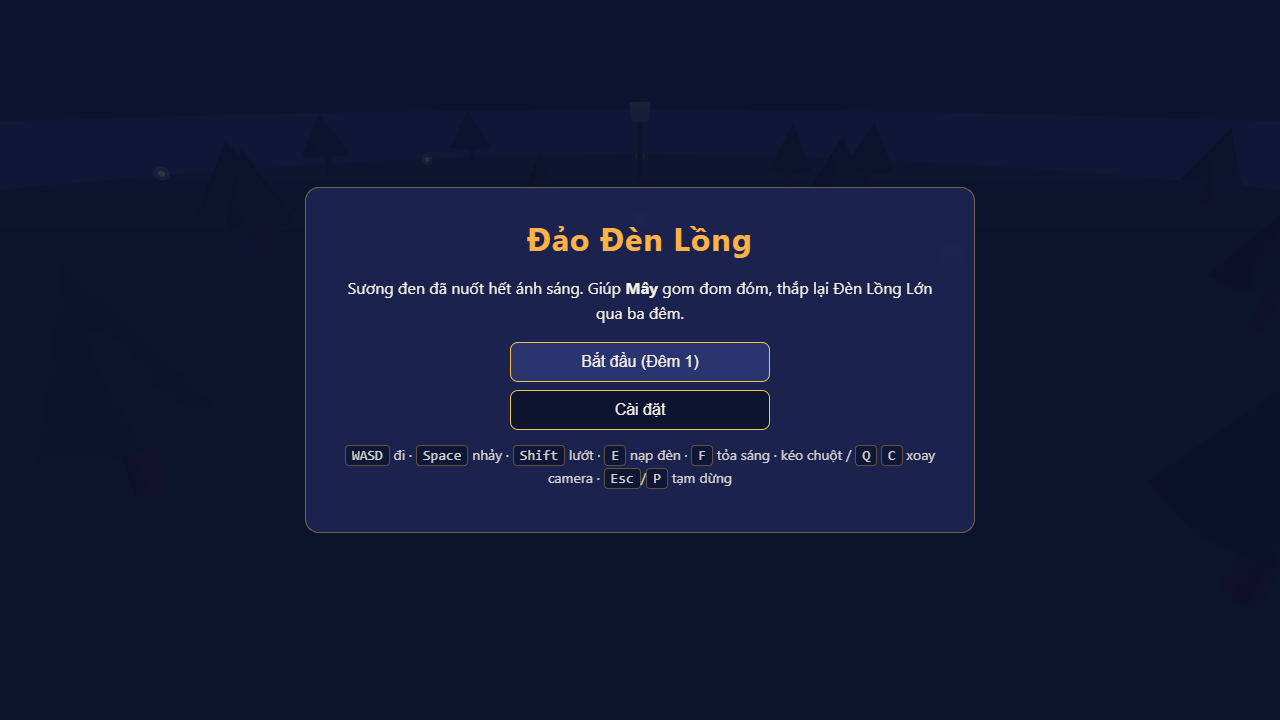 Đảo Đèn Lồng
Sương đen đã nuốt hết ánh sáng. Giúp Mây gom đom đóm, thắp lại Đèn Lồng Lớn
qua ba đêm.
Bắt đầu (Đêm 1)
Cài đặt
WASD đi · Space nhảy · Shift lướt · E nạp đèn · F tỏa sáng · kéo chuột / Q C xoay
camera · Esc/P tạm dừng